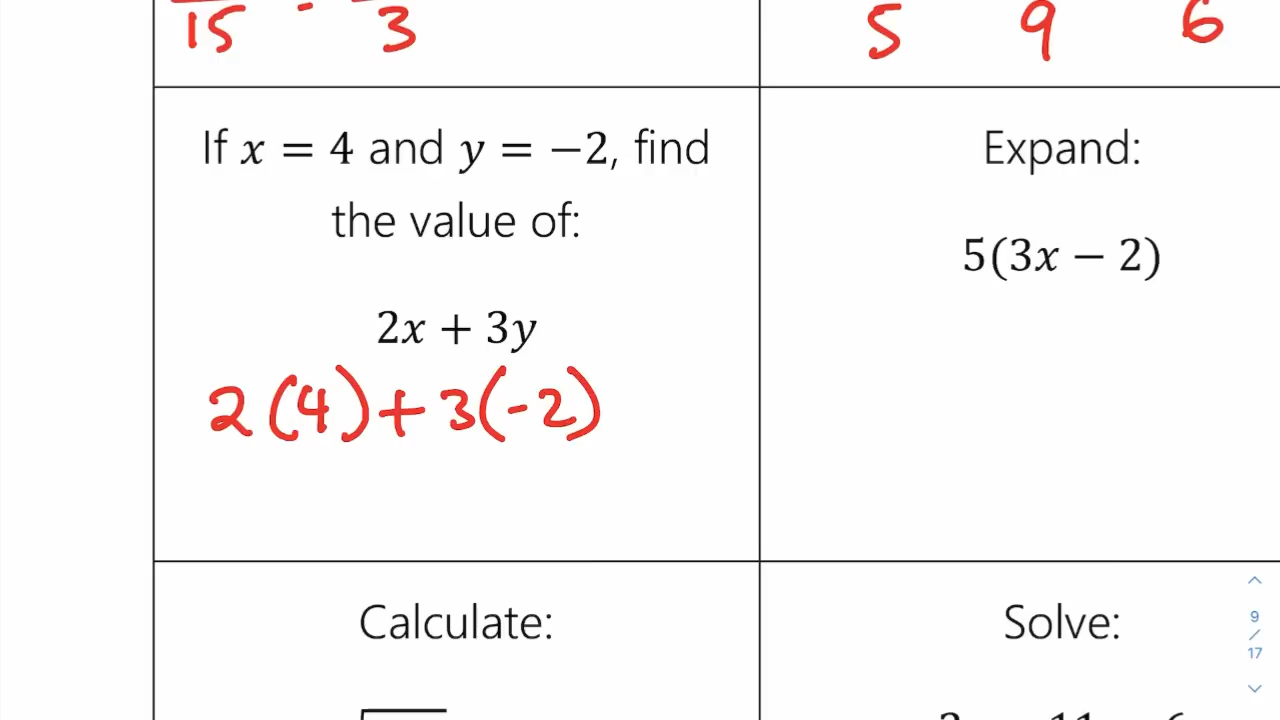 15 3
5 9 6
If x = 4 and y = −2, find
the value of:
2x + 3y
2(4)+3(-2)
Expand:
5(3x − 2)
Calculate:
Solve:
9
/
17